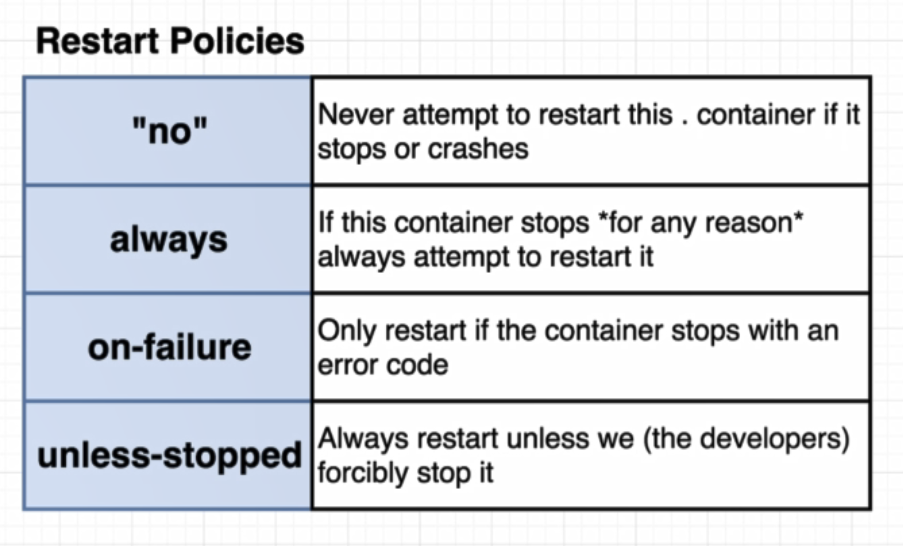 Restart Policies
"no"
Never attempt to restart this . container if it
stops or crashes
always
If this container stops *for any reason*
always attempt to restart it
on-failure
Only restart if the container stops with an
error code
unless-stopped
Always restart unless we (the developers)
forcibly stop it